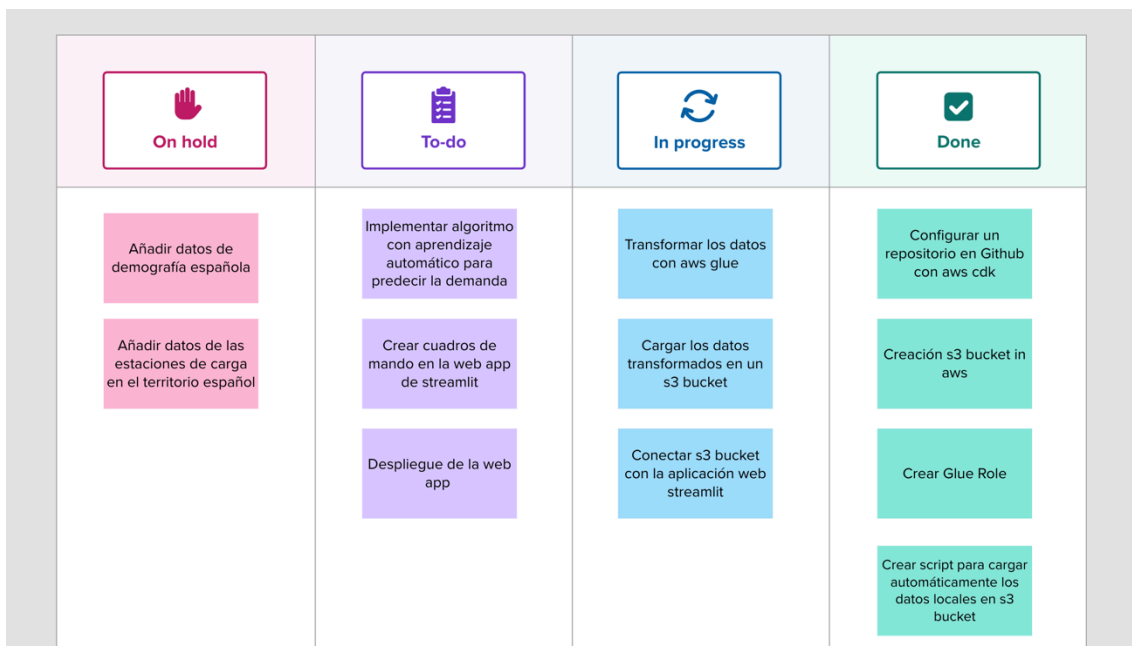 On hold
To-do
In progress
Done
Añadir datos de
demografía española
Añadir datos de las
estaciones de carga
en el territorio español
Implementar algoritmo
con aprendizaje
automático para
predecir la demanda
Crear cuadros de
mando en la web app
de streamlit
Despliegue de la web
app
Transformar los datos
con aws glue
Cargar los datos
transformados en un
s3 bucket
Conectar s3 bucket
con la aplicación web
streamlit
Configurar un
repositorio en Github
con aws cdk
Creación s3 bucket in
aws
Crear Glue Role
Crear script para cargar
automáticamente los
datos locales en s3
bucket